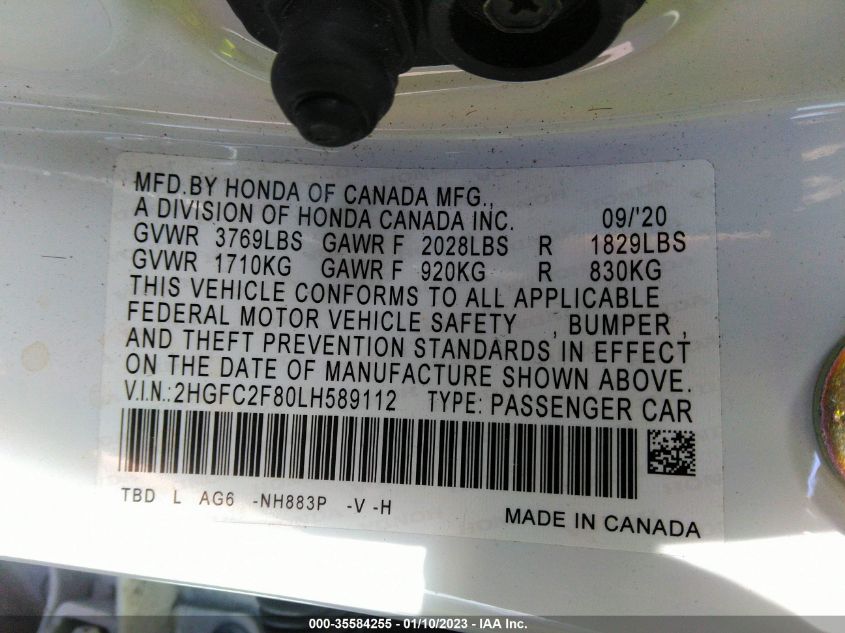 MFD.BY HONDA OF CANADA MFG.,
A DIVISION OF HONDA CANADA INC. 09/'20
GVWR 3769LBS GAWR F 2028LBS R 1829LBS
GVWR 1710KG GAWR F 920KG R 830KG
THIS VEHICLE CONFORMS TO ALL APPLICABLE
FEDERAL MOTOR VEHICLE SAFETY , BUMPER ,
AND THEFT PREVENTION STANDARDS IN EFFECT
ON THE DATE OF MANUFACTURE SHOWN ABOVE.
V.I.N.:2HGFC2F80LH589112 TYPE: PASSENGER CAR
TBD L AG6 -NH883P -V -H
MADE IN CANADA
000-35584255 - 01/10/2023 - IAA Inc.